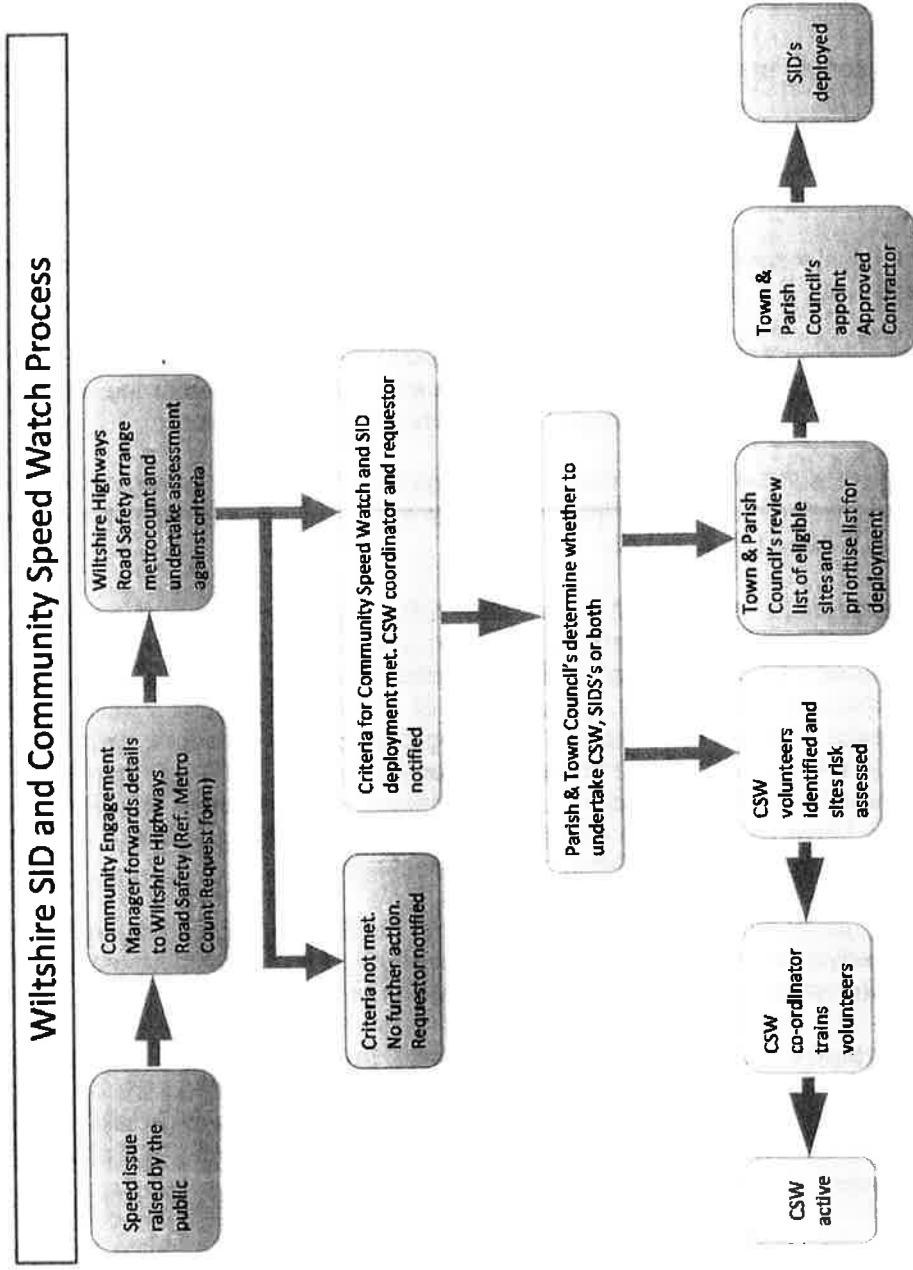 Wiltshire SID and Community Speed Watch Process
Speed issue
raised by the
public
Community Engagement
Manager forwards details
to Wiltshire Highways
Road Safety (Ref. Metro
Count Request form)
Wiltshire Highways
Road Safety arrange
metrocount and
undertake assessment
against criteria
Criteria not met.
No further action.
Requestor notified
Criteria for Community Speed Watch and SID
deployment met. CSW coordinator and requestor
notified
Parish & Town Council's determine whether to
undertake CSW, SIDS's or both
CSW
active
CSW
co-ordinator
trains
volunteers
CSW
volunteers
identified and
sites risk
assessed
Town & Parish
Council's review
list of eligible
sites and
prioritise list for
deployment
Town &
Parish
Council's
appoint
Approved
Contractor
SID's
deployed